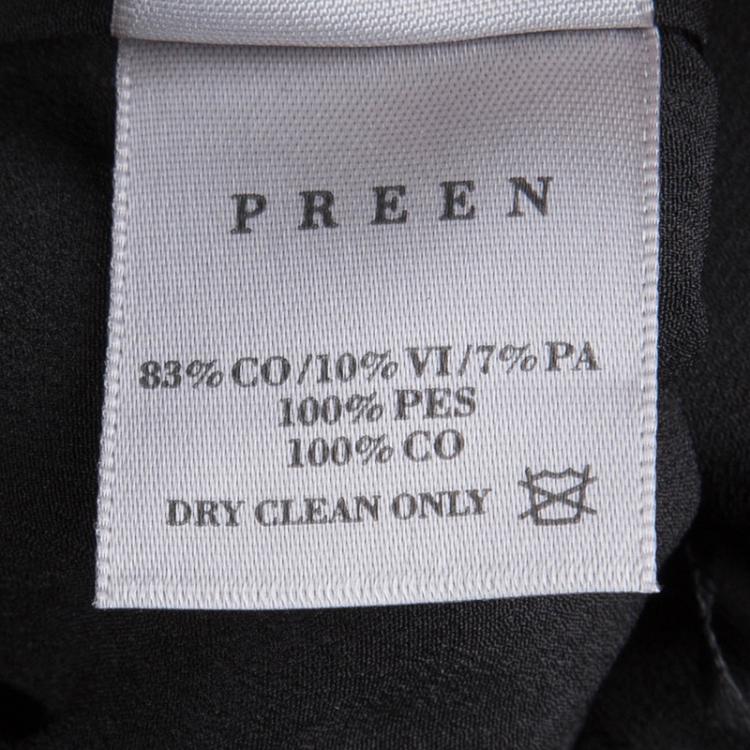 PREEN
83% CO/10% VI/7% PA
100% PES
100% CO
DRY CLEAN ONLY